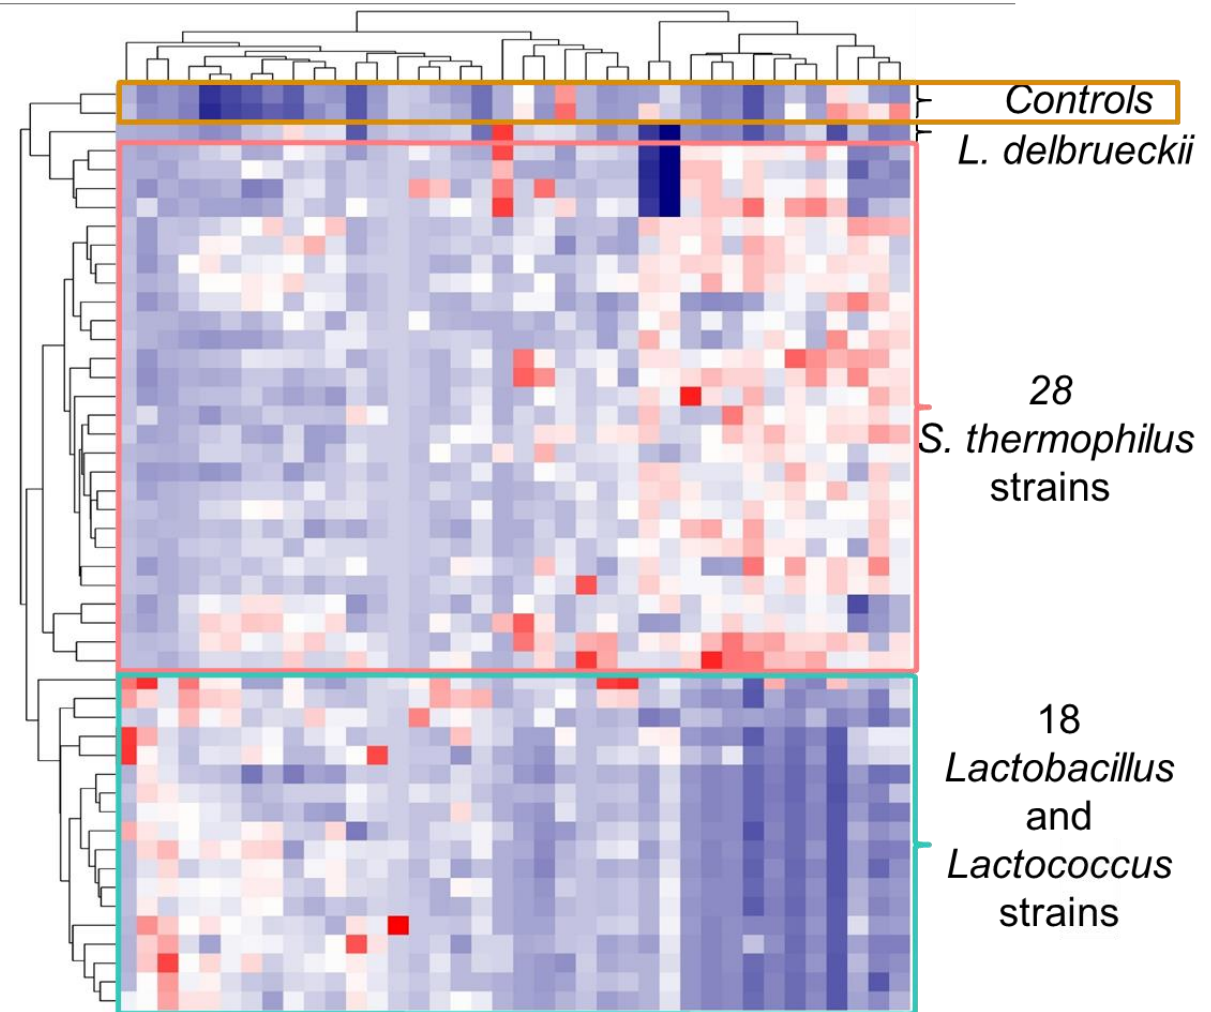 Controls
L. delbrueckii
28
S. thermophilus
strains
18
Lactobacillus
and
Lactococcus
strains